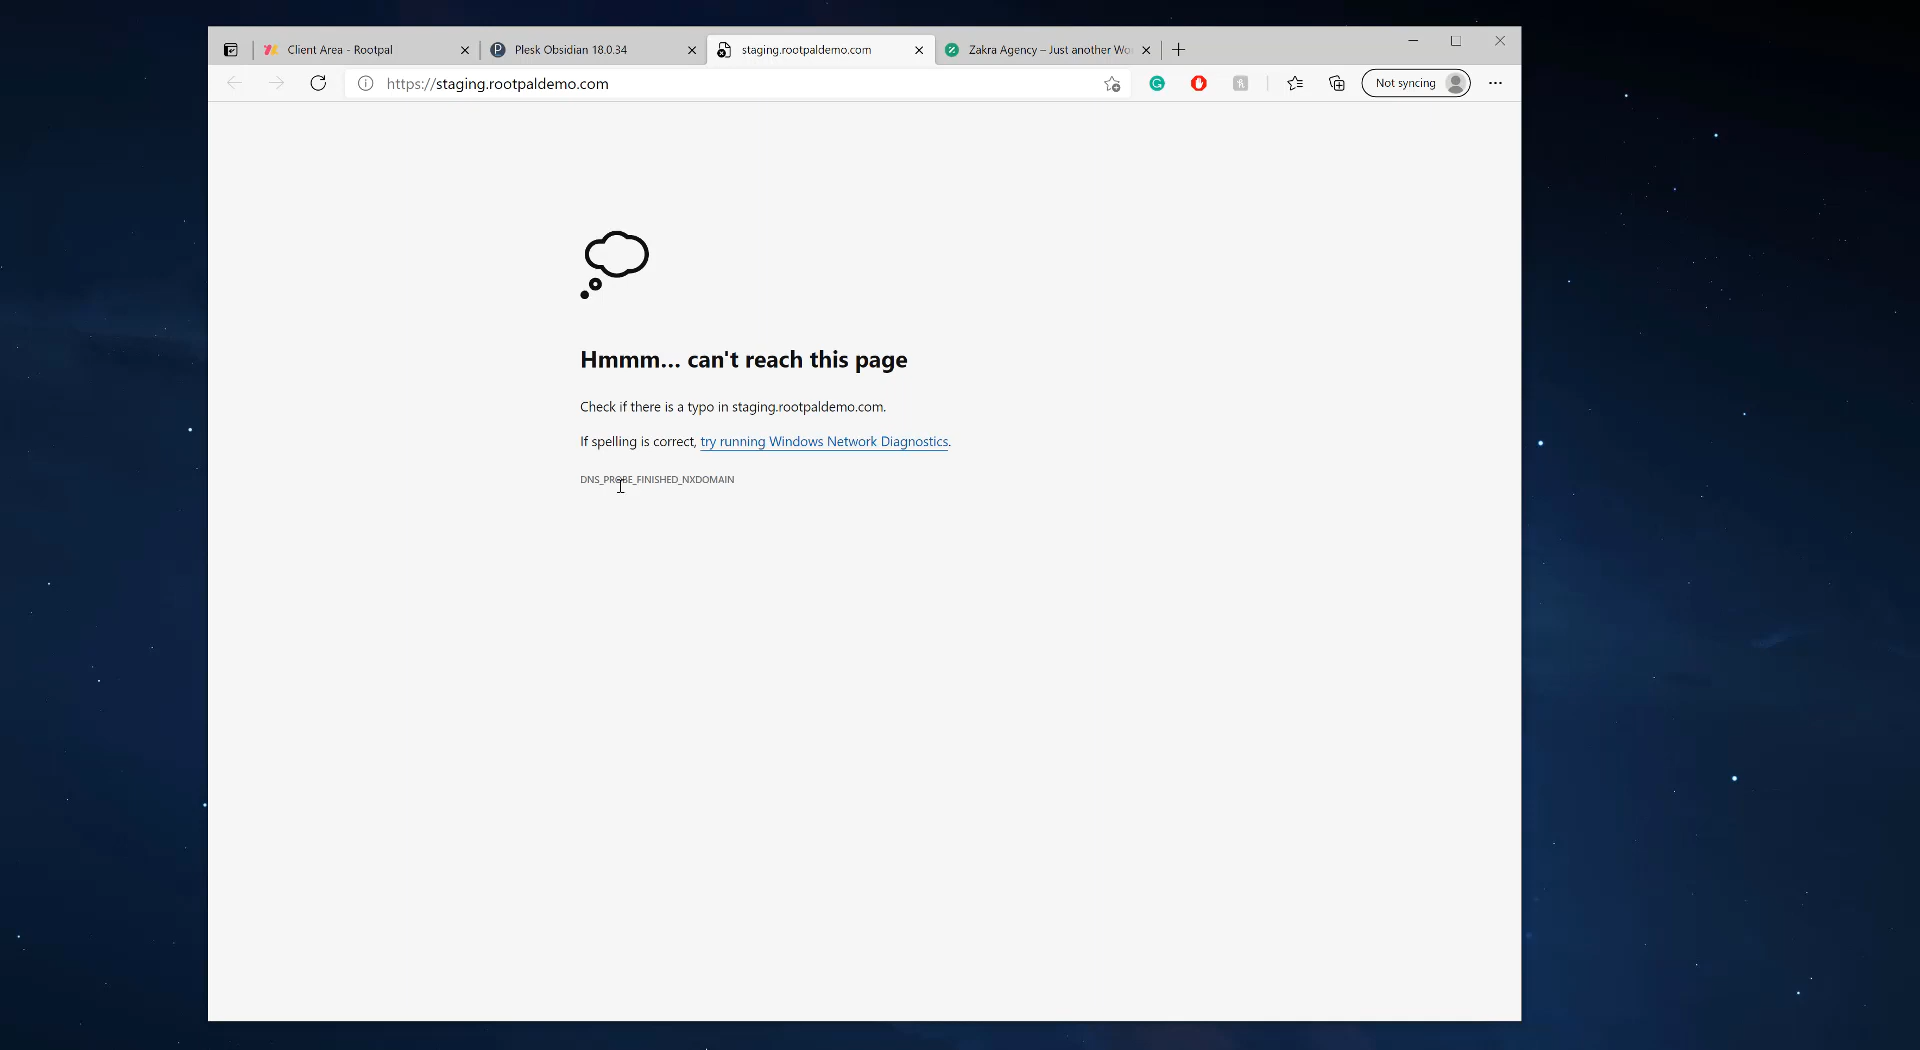 Client Area - Rootpal
Plesk Obsidian 18.0.34
staging.rootpaldemo.com
Zakra Agency – Just another Wo
https://staging.rootpaldemo.com
Not syncing
Hmmm... can't reach this page
Check if there is a typo in staging.rootpaldemo.com.
If spelling is correct, try running Windows Network Diagnostics.
DNS_PROBE_FINISHED_NXDOMAIN